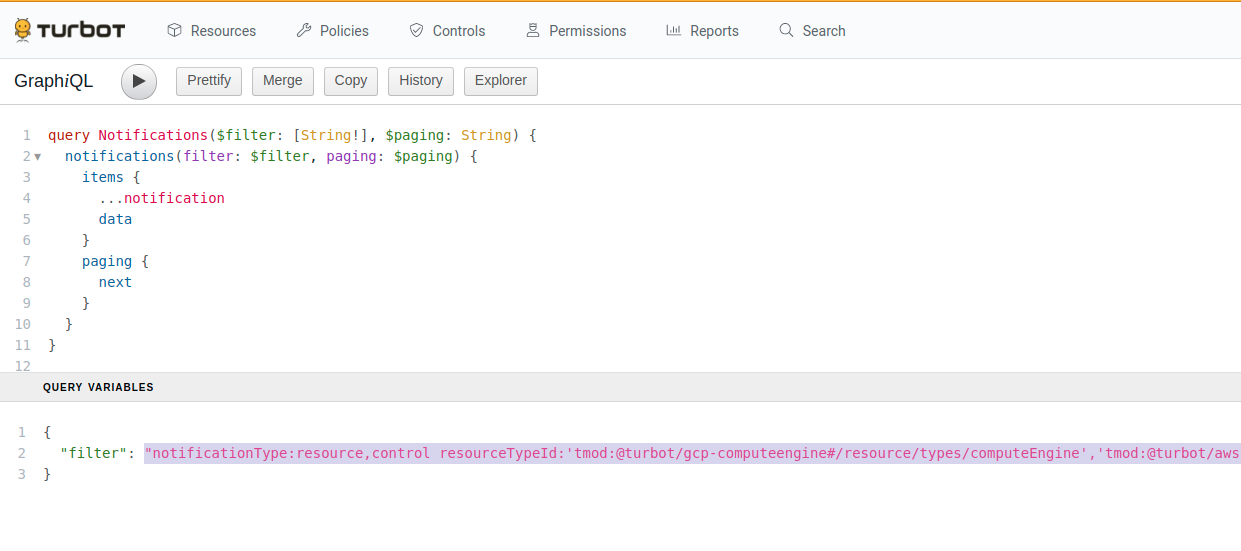 turbot Resources Policies Controls Permissions Reports Search
GraphiQL Prettify Merge Copy History Explorer
1 query Notifications($filter: [String!], $paging: String) {
2 notifications(filter: $filter, paging: $paging) {
3 items {
4 ...notification
5 data
6 }
7 paging {
8 next
9 }
10 }
11 }
12
QUERY VARIABLES
1 {
2 "filter": "notificationType:resource,control resourceTypeId:'tmod:@turbot/gcp-computeengine#/resource/types/computeEngine','tmod:@turbot/aws
3 }